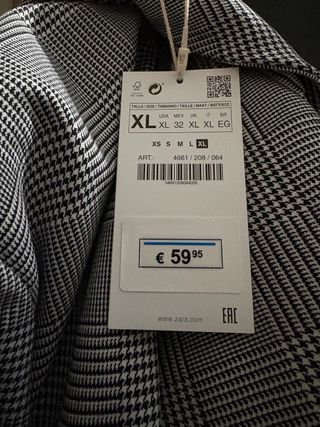 FSC
TALLA / SIZE / TAMANHO / TAILLE / MAAT / ΜΕΓΕΘΟΣ
XL USA MEX UK IT BR
XL 32 XL XL EG
XS S M L XL
ART.: 4661 / 208 / 064
€ 59 95
www.zara.com
EAC